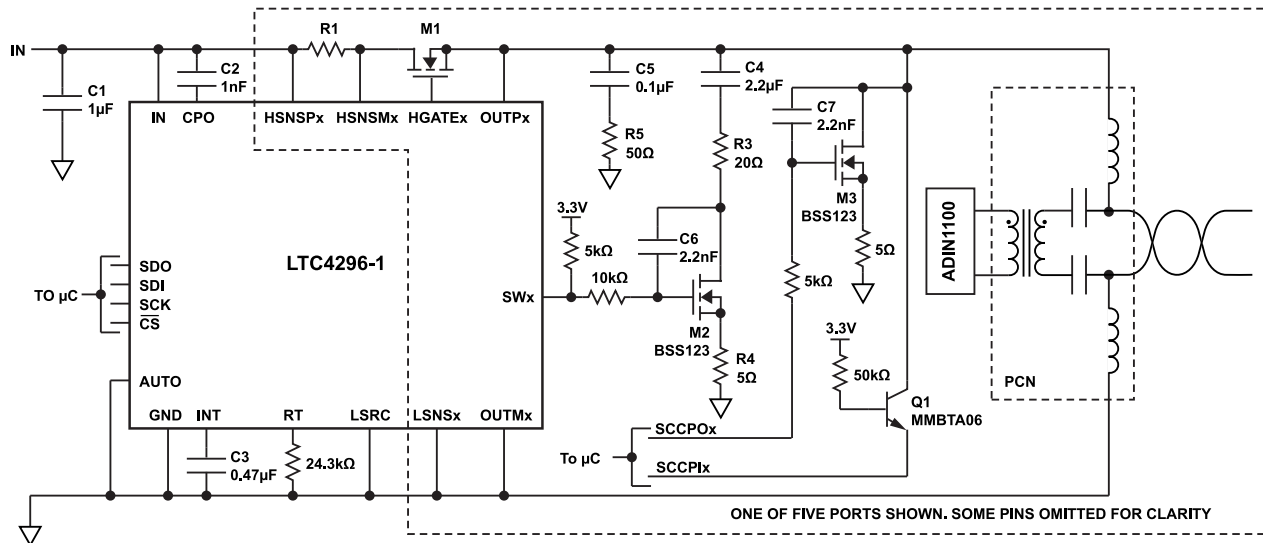 IN
R1
M1
C1
1µF
C2
1nF
C5
0.1µF
C4
2.2µF
C7
2.2nF
IN
CPO
HSNSPx
HSNSMx
HGATEx
OUTPx
R5
50Ω
R3
20Ω
M3
BSS123
3.3V
5kΩ
C6
2.2nF
10kΩ
5kΩ
5Ω
ADIN1100
LTC4296-1
SDO
SDI
SCK
CS
TO µC
SWx
M2
BSS123
R4
5Ω
3.3V
50kΩ
PCN
AUTO
Q1
MMBTA06
GND
INT
RT
LSRC
LSNSx
OUTMx
C3
0.47µF
24.3kΩ
SCCPOx
To µC
SCCPIx
ONE OF FIVE PORTS SHOWN. SOME PINS OMITTED FOR CLARITY